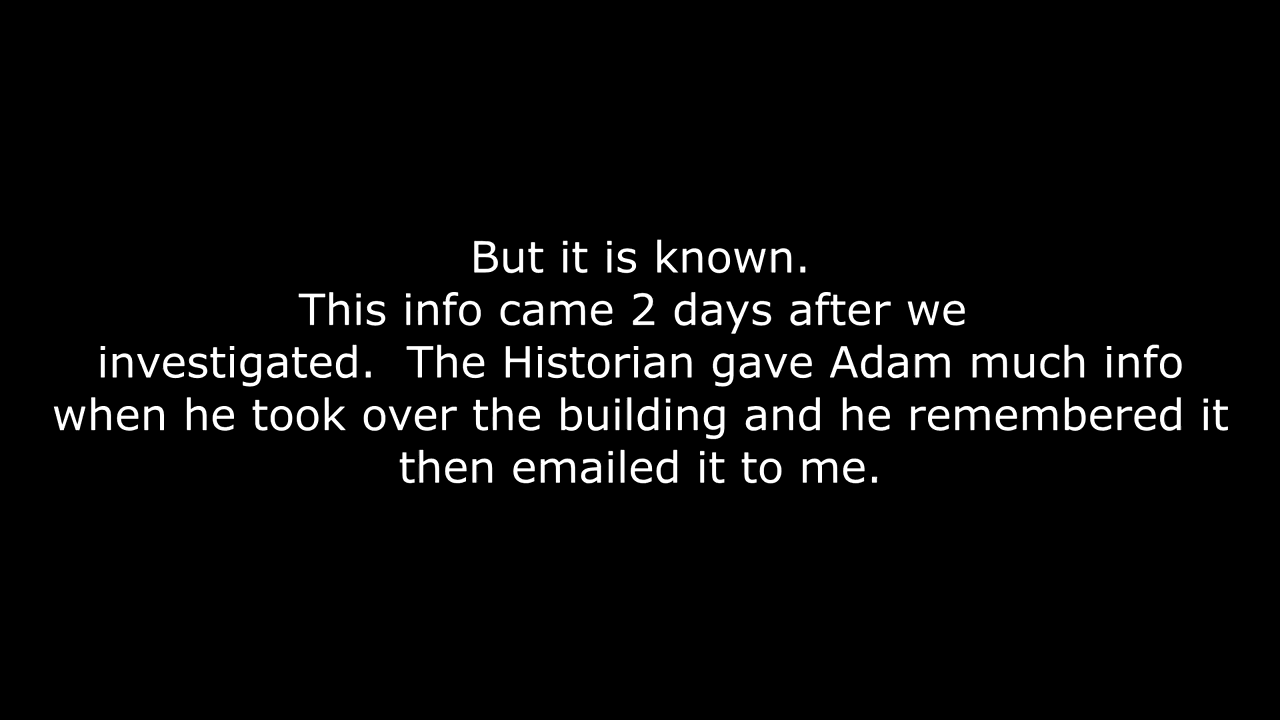 But it is known.
This info came 2 days after we
investigated.  The Historian gave Adam much info
when he took over the building and he remembered it
then emailed it to me.